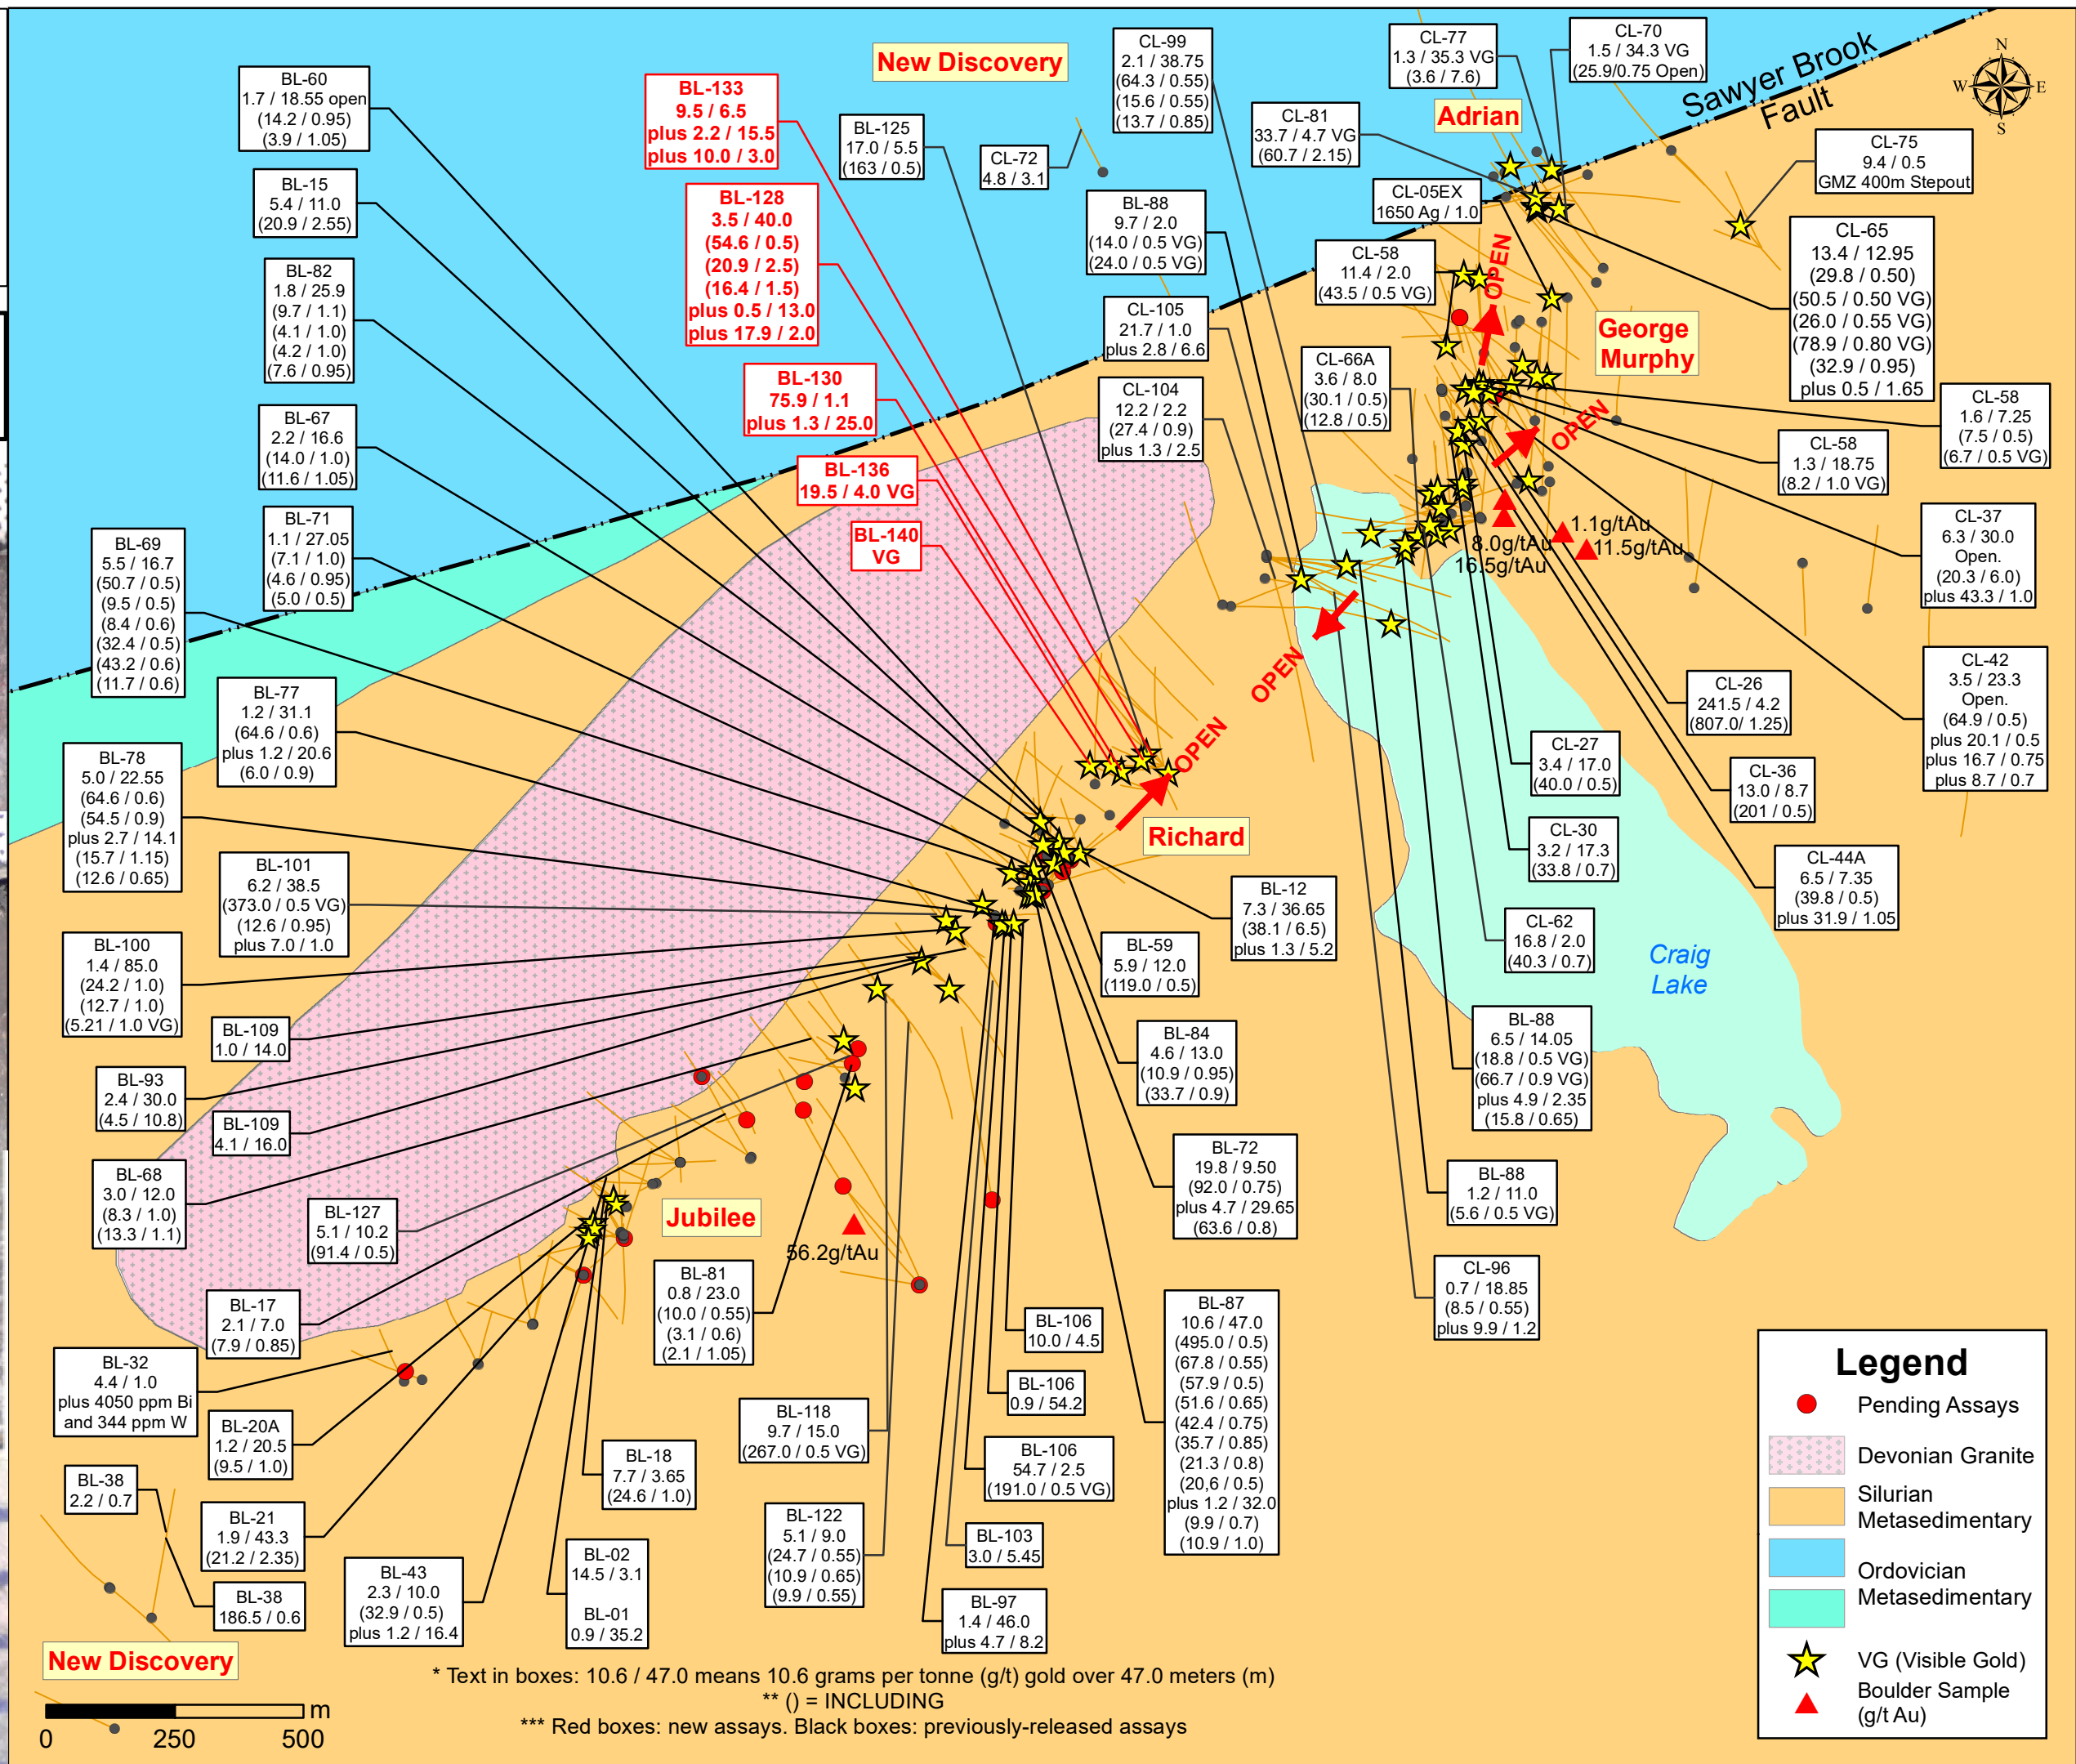 BL-60
1.7 / 18.55 open
(14.2 / 0.95)
(3.9 / 1.05)
BL-15
5.4 / 11.0
(20.9 / 2.55)
BL-82
1.8 / 25.9
(9.7 / 1.1)
(4.1 / 1.0)
(4.2 / 1.0)
(7.6 / 0.95)
BL-67
2.2 / 16.6
(14.0 / 1.0)
(11.6 / 1.05)
BL-71
1.1 / 27.05
(7.1 / 1.0)
(4.6 / 0.95)
(5.0 / 0.5)
BL-69
5.5 / 16.7
(50.7 / 0.5)
(9.5 / 0.5)
(8.4 / 0.6)
(32.4 / 0.5)
(43.2 / 0.6)
(11.7 / 0.6)
BL-77
1.2 / 31.1
(64.6 / 0.6)
plus 1.2 / 20.6
(6.0 / 0.9)
BL-78
5.0 / 22.55
(64.6 / 0.6)
(54.5 / 0.9)
plus 2.7 / 14.1
(15.7 / 1.15)
(12.6 / 0.65)
BL-101
6.2 / 38.5
(373.0 / 0.5 VG)
(12.6 / 0.95)
plus 7.0 / 1.0
BL-100
1.4 / 85.0
(24.2 / 1.0)
(12.7 / 1.0)
(5.21 / 1.0 VG)
BL-109
1.0 / 14.0
BL-93
2.4 / 30.0
(4.5 / 10.8)
BL-109
4.1 / 16.0
BL-68
3.0 / 12.0
(8.3 / 1.0)
(13.3 / 1.1)
BL-127
5.1 / 10.2
(91.4 / 0.5)
BL-17
2.1 / 7.0
(7.9 / 0.85)
BL-32
4.4 / 1.0
plus 4050 ppm Bi
and 344 ppm W
BL-20A
1.2 / 20.5
(9.5 / 1.0)
BL-38
2.2 / 0.7
BL-21
1.9 / 43.3
(21.2 / 2.35)
BL-38
186.5 / 0.6
New Discovery
BL-43
2.3 / 10.0
(32.9 / 0.5)
plus 1.2 / 16.4
BL-02
14.5 / 3.1
BL-01
0.9 / 35.2
BL-18
7.7 / 3.65
(24.6 / 1.0)
Jubilee
56.2g/tAu
BL-81
0.8 / 23.0
(10.0 / 0.55)
(3.1 / 0.6)
(2.1 / 1.05)
BL-118
9.7 / 15.0
(267.0 / 0.5 VG)
BL-122
5.1 / 9.0
(24.7 / 0.55)
(10.9 / 0.65)
(9.9 / 0.55)
BL-106
10.0 / 4.5
BL-106
0.9 / 54.2
BL-106
54.7 / 2.5
(191.0 / 0.5 VG)
BL-103
3.0 / 5.45
BL-97
1.4 / 46.0
plus 4.7 / 8.2
BL-87
10.6 / 47.0
(495.0 / 0.5)
(67.8 / 0.55)
(57.9 / 0.5)
(51.6 / 0.65)
(42.4 / 0.75)
(35.7 / 0.85)
(21.3 / 0.8)
(20,6 / 0.5)
plus 1.2 / 32.0
(9.9 / 0.7)
(10.9 / 1.0)
BL-72
19.8 / 9.50
(92.0 / 0.75)
plus 4.7 / 29.65
(63.6 / 0.8)
BL-84
4.6 / 13.0
(10.9 / 0.95)
(33.7 / 0.9)
BL-59
5.9 / 12.0
(119.0 / 0.5)
BL-12
7.3 / 36.65
(38.1 / 6.5)
plus 1.3 / 5.2
Richard
OPEN
BL-133
9.5 / 6.5
plus 2.2 / 15.5
plus 10.0 / 3.0
BL-128
3.5 / 40.0
(54.6 / 0.5)
(20.9 / 2.5)
(16.4 / 1.5)
plus 0.5 / 13.0
plus 17.9 / 2.0
BL-130
75.9 / 1.1
plus 1.3 / 25.0
BL-136
19.5 / 4.0 VG
BL-140
VG
BL-125
17.0 / 5.5
(163 / 0.5)
New Discovery
CL-72
4.8 / 3.1
CL-99
2.1 / 38.75
(64.3 / 0.55)
(15.6 / 0.55)
(13.7 / 0.85)
BL-88
9.7 / 2.0
(14.0 / 0.5 VG)
(24.0 / 0.5 VG)
CL-105
21.7 / 1.0
plus 2.8 / 6.6
CL-104
12.2 / 2.2
(27.4 / 0.9)
plus 1.3 / 2.5
CL-81
33.7 / 4.7 VG
(60.7 / 2.15)
CL-77
1.3 / 35.3 VG
(3.6 / 7.6)
CL-70
1.5 / 34.3 VG
(25.9/0.75 Open)
Adrian
Sawyer Brook
Fault
N
W
E
S
CL-75
9.4 / 0.5
GMZ 400m Stepout
CL-05EX
1650 Ag / 1.0
CL-58
11.4 / 2.0
(43.5 / 0.5 VG)
CL-66A
3.6 / 8.0
(30.1 / 0.5)
(12.8 / 0.5)
OPEN
George
Murphy
OPEN
CL-65
13.4 / 12.95
(29.8 / 0.50)
(50.5 / 0.50 VG)
(26.0 / 0.55 VG)
(78.9 / 0.80 VG)
(32.9 / 0.95)
plus 0.5 / 1.65
CL-58
1.6 / 7.25
(7.5 / 0.5)
(6.7 / 0.5 VG)
CL-58
1.3 / 18.75
(8.2 / 1.0 VG)
CL-37
6.3 / 30.0
Open.
(20.3 / 6.0)
plus 43.3 / 1.0
1.1g/tAu
8.0g/tAu
11.5g/tAu
16.5g/tAu
OPEN
CL-42
3.5 / 23.3
Open.
(64.9 / 0.5)
plus 20.1 / 0.5
plus 16.7 / 0.75
plus 8.7 / 0.7
CL-26
241.5 / 4.2
(807.0/ 1.25)
CL-27
3.4 / 17.0
(40.0 / 0.5)
CL-36
13.0 / 8.7
(201 / 0.5)
CL-30
3.2 / 17.3
(33.8 / 0.7)
CL-44A
6.5 / 7.35
(39.8 / 0.5)
plus 31.9 / 1.05
CL-62
16.8 / 2.0
(40.3 / 0.7)
Craig
Lake
BL-88
6.5 / 14.05
(18.8 / 0.5 VG)
(66.7 / 0.9 VG)
plus 4.9 / 2.35
(15.8 / 0.65)
BL-88
1.2 / 11.0
(5.6 / 0.5 VG)
CL-96
0.7 / 18.85
(8.5 / 0.55)
plus 9.9 / 1.2
Legend
Pending Assays
Devonian Granite
Silurian
Metasedimentary
Ordovician
Metasedimentary
VG (Visible Gold)
Boulder Sample
(g/t Au)
* Text in boxes: 10.6 / 47.0 means 10.6 grams per tonne (g/t) gold over 47.0 meters (m)
** () = INCLUDING
*** Red boxes: new assays. Black boxes: previously-released assays
m
0 250 500